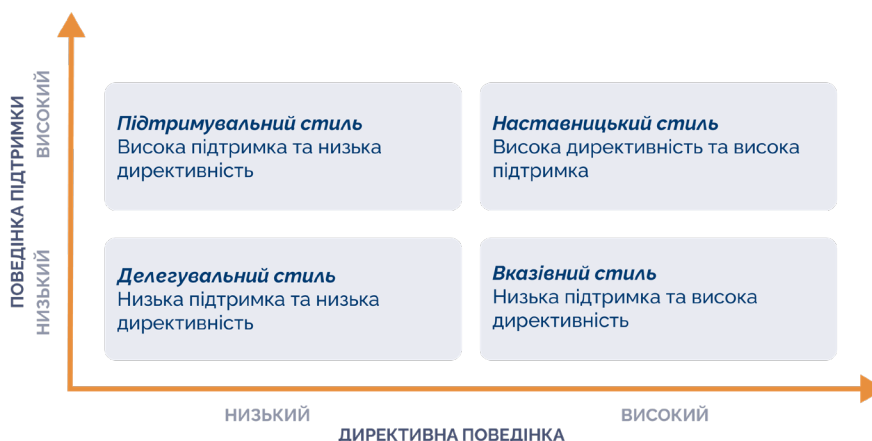 ПОВЕДІНКА ПІДТРИМКИ
ВИСОКИЙ
НИЗЬКИЙ
Підтримувальний стиль
Висока підтримка та низька
директивність
Наставницький стиль
Висока директивність та висока
підтримка
Делегувальний стиль
Низька підтримка та низька
директивність
Вказівний стиль
Низька підтримка та висока
директивність
НИЗЬКИЙ
ВИСОКИЙ
ДИРЕКТИВНА ПОВЕДІНКА